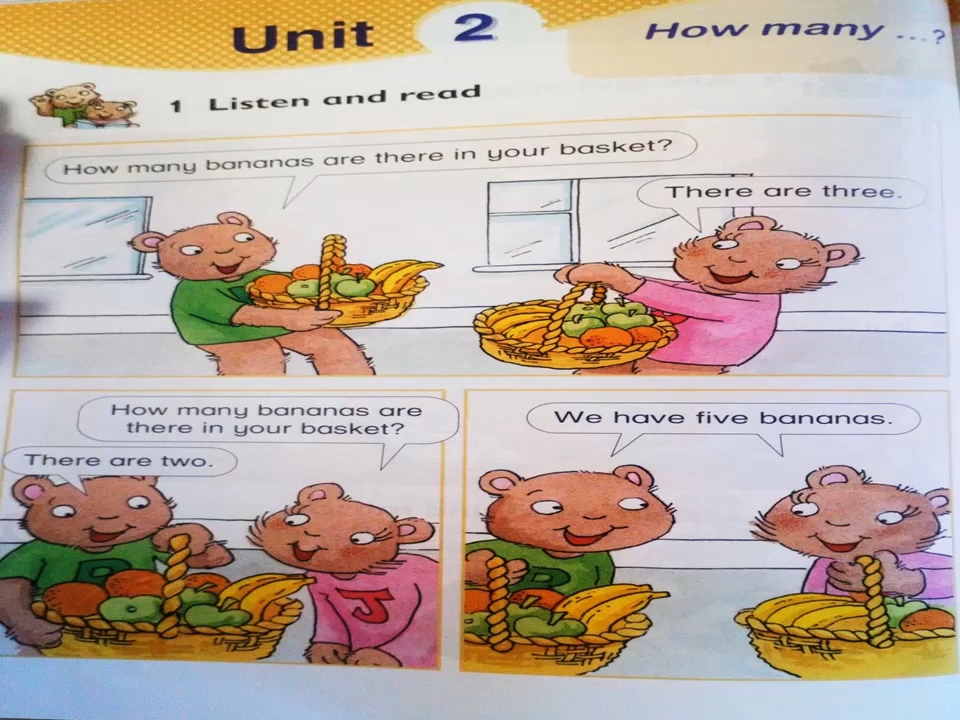 Unit 2
How many ...?
1 Listen and read
How many bananas are there in your basket?
There are three.
How many bananas are
there in your basket?
There are two.
We have five bananas.
J